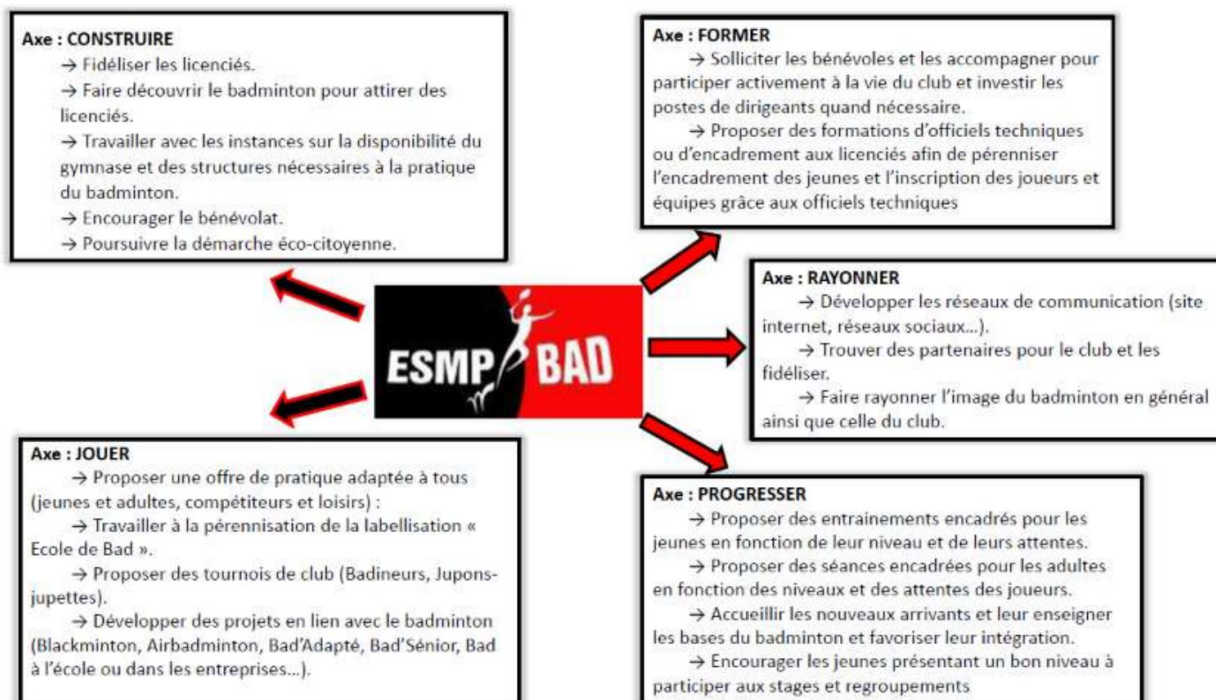 Axe : CONSTRUIRE
→ Fidéliser les licenciés.
→ Faire découvrir le badminton pour attirer des
licenciés.
→ Travailler avec les instances sur la disponibilité du
gymnase et des structures nécessaires à la pratique
du badminton.
→ Encourager le bénévolat.
→ Poursuivre la démarche éco-citoyenne.
Axe : FORMER
→ Solliciter les bénévoles et les accompagner pour
participer activement à la vie du club et investir les
postes de dirigeants quand nécessaire.
→ Proposer des formations d'officiels techniques
ou d'encadrement aux licenciés afin de pérenniser
l'encadrement des jeunes et l'inscription des joueurs et
équipes grâce aux officiels techniques
Axe : RAYONNER
→ Développer les réseaux de communication (site
internet, réseaux sociaux…).
→ Trouver des partenaires pour le club et les
fidéliser.
→ Faire rayonner l'image du badminton en général
ainsi que celle du club.
ESMP BAD
Axe : JOUER
→ Proposer une offre de pratique adaptée à tous
(jeunes et adultes, compétiteurs et loisirs) :
→ Travailler à la pérennisation de la labellisation «
Ecole de Bad ».
→ Proposer des tournois de club (Badineurs, Jupons-
jupettes).
→ Développer des projets en lien avec le badminton
(Blackminton, Airbadminton, Bad'Adapté, Bad'Sénior, Bad
à l'école ou dans les entreprises…).
Axe : PROGRESSER
→ Proposer des entrainements encadrés pour les
jeunes en fonction de leur niveau et de leurs attentes.
→ Proposer des séances encadrées pour les adultes
en fonction des niveaux et des attentes des joueurs.
→ Accueillir les nouveaux arrivants et leur enseigner
les bases du badminton et favoriser leur intégration.
→ Encourager les jeunes présentant un bon niveau à
participer aux stages et regroupements